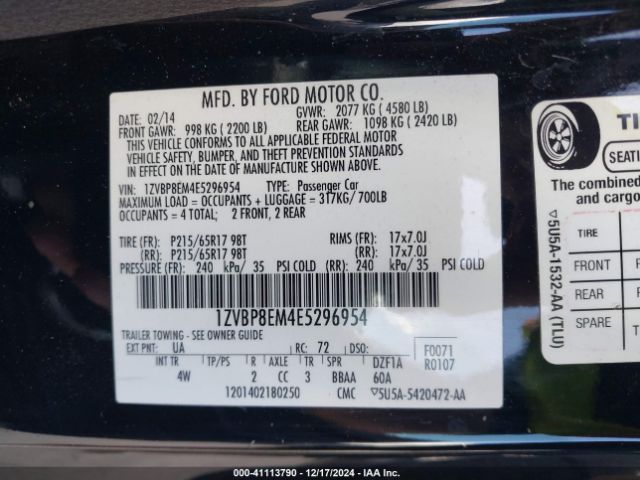 MFD. BY FORD MOTOR CO.
DATE: 02/14
GVWR: 2077 KG ( 4580 LB)
FRONT GAWR: 998 KG ( 2200 LB)
REAR GAWR: 1098 KG ( 2420 LB)
THIS VEHICLE CONFORMS TO ALL APPLICABLE FEDERAL MOTOR
VEHICLE SAFETY, BUMPER, AND THEFT PREVENTION STANDARDS
IN EFFECT ON THE DATE OF MANUFACTURE SHOWN ABOVE.
VIN: 1ZVBP8EM4E5296954 TYPE: Passenger Car
MAXIMUM LOAD = OCCUPANTS + LUGGAGE = 317KG/ 700LB
OCCUPANTS = 4 TOTAL; 2 FRONT, 2 REAR
TIRE (FR): P215/65R17 98T RIMS (FR): 17x7.0J
(RR): P215/65R17 98T (RR): 17x7.0J
PRESSURE (FR): 240 kPa/ 35 PSI COLD (RR): 240 kPa/ 35 PSI COLD
1ZVBP8EM4E5296954
TRAILER TOWING - SEE OWNER GUIDE
EXT PNT: UA RC: 72 DSO: F0071
R0107
INT TR TP/PS R AXLE TR SPR DZF1A
4W 2 CC 3 BBAA 60A
1201402180250 CMC ▽5U5A-5420472-AA
TI
SEATI
The combined
and cargo
TIRE
FRONT
REAR
SPARE
T
▽5U5A-1532-AA (TLU)
200-41113790 - 12/17/2024 - IAA Inc.